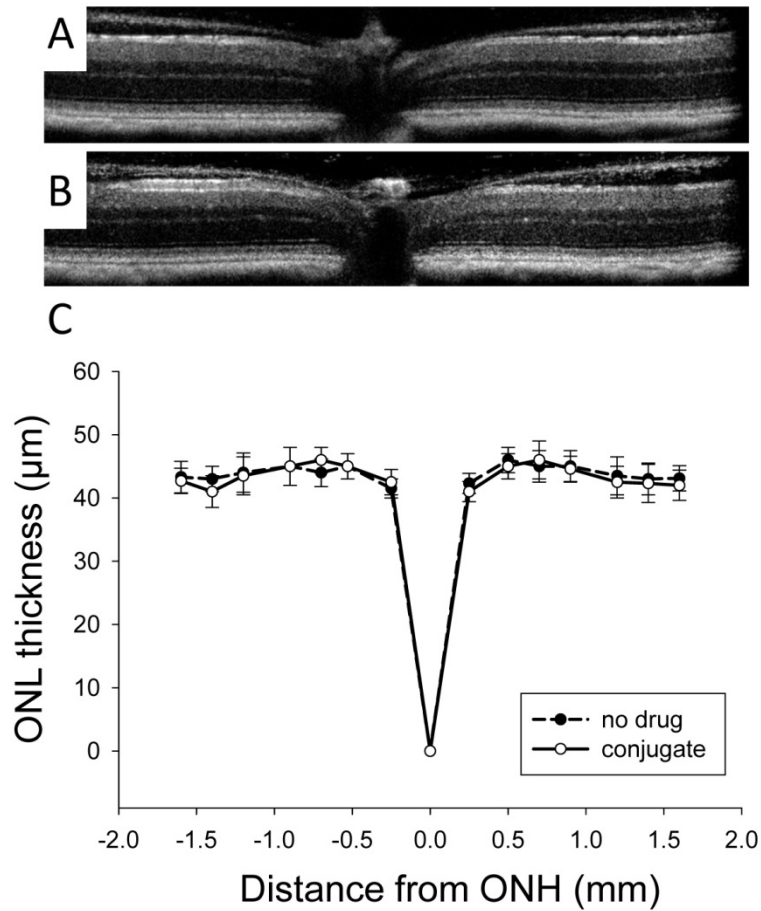 A
B
C
60
50
40
30
20
10
0
ONL thickness (µm)
no drug
conjugate
-2.0 -1.5 -1.0 -0.5 0.0 0.5 1.0 1.5 2.0
Distance from ONH (mm)